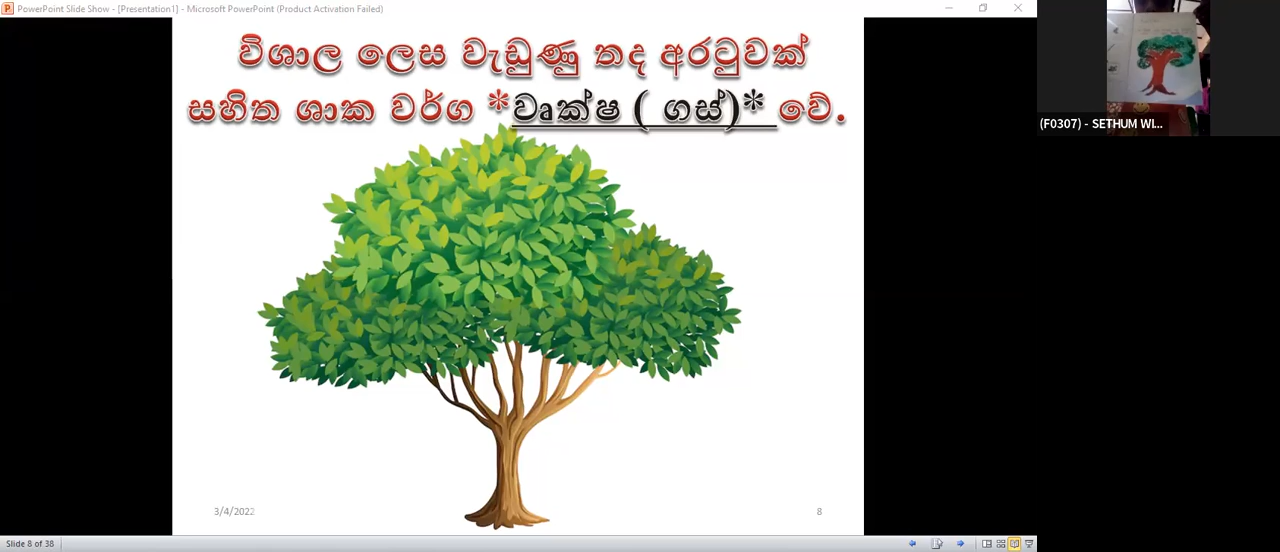 PowerPoint Slide Show - [Presentation1] - Microsoft PowerPoint (Product Activation Failed)
විශාල ලෙස වැඩුණු තද අරටුවක්
සහිත ශාක වර්ග *වෘක්ෂ ( ගස්)* වේ.
(F0307) - SETHUM WI...
3/4/2022
8
Slide 8 of 38